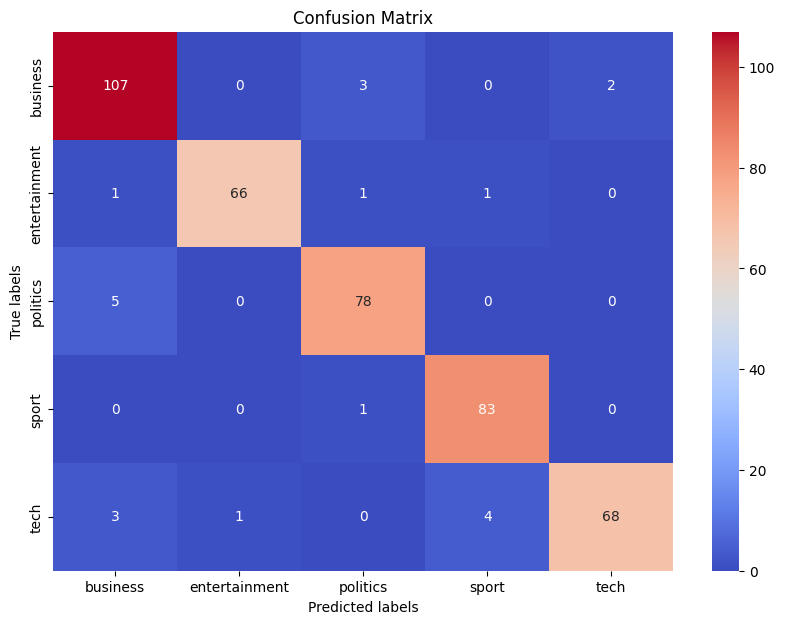 Confusion Matrix
business 107 0 3 0 2
entertainment 1 66 1 1 0
politics 5 0 78 0 0
sport 0 0 1 83 0
tech 3 1 0 4 68
business entertainment politics sport tech
Predicted labels
True labels
100
80
60
40
20
0